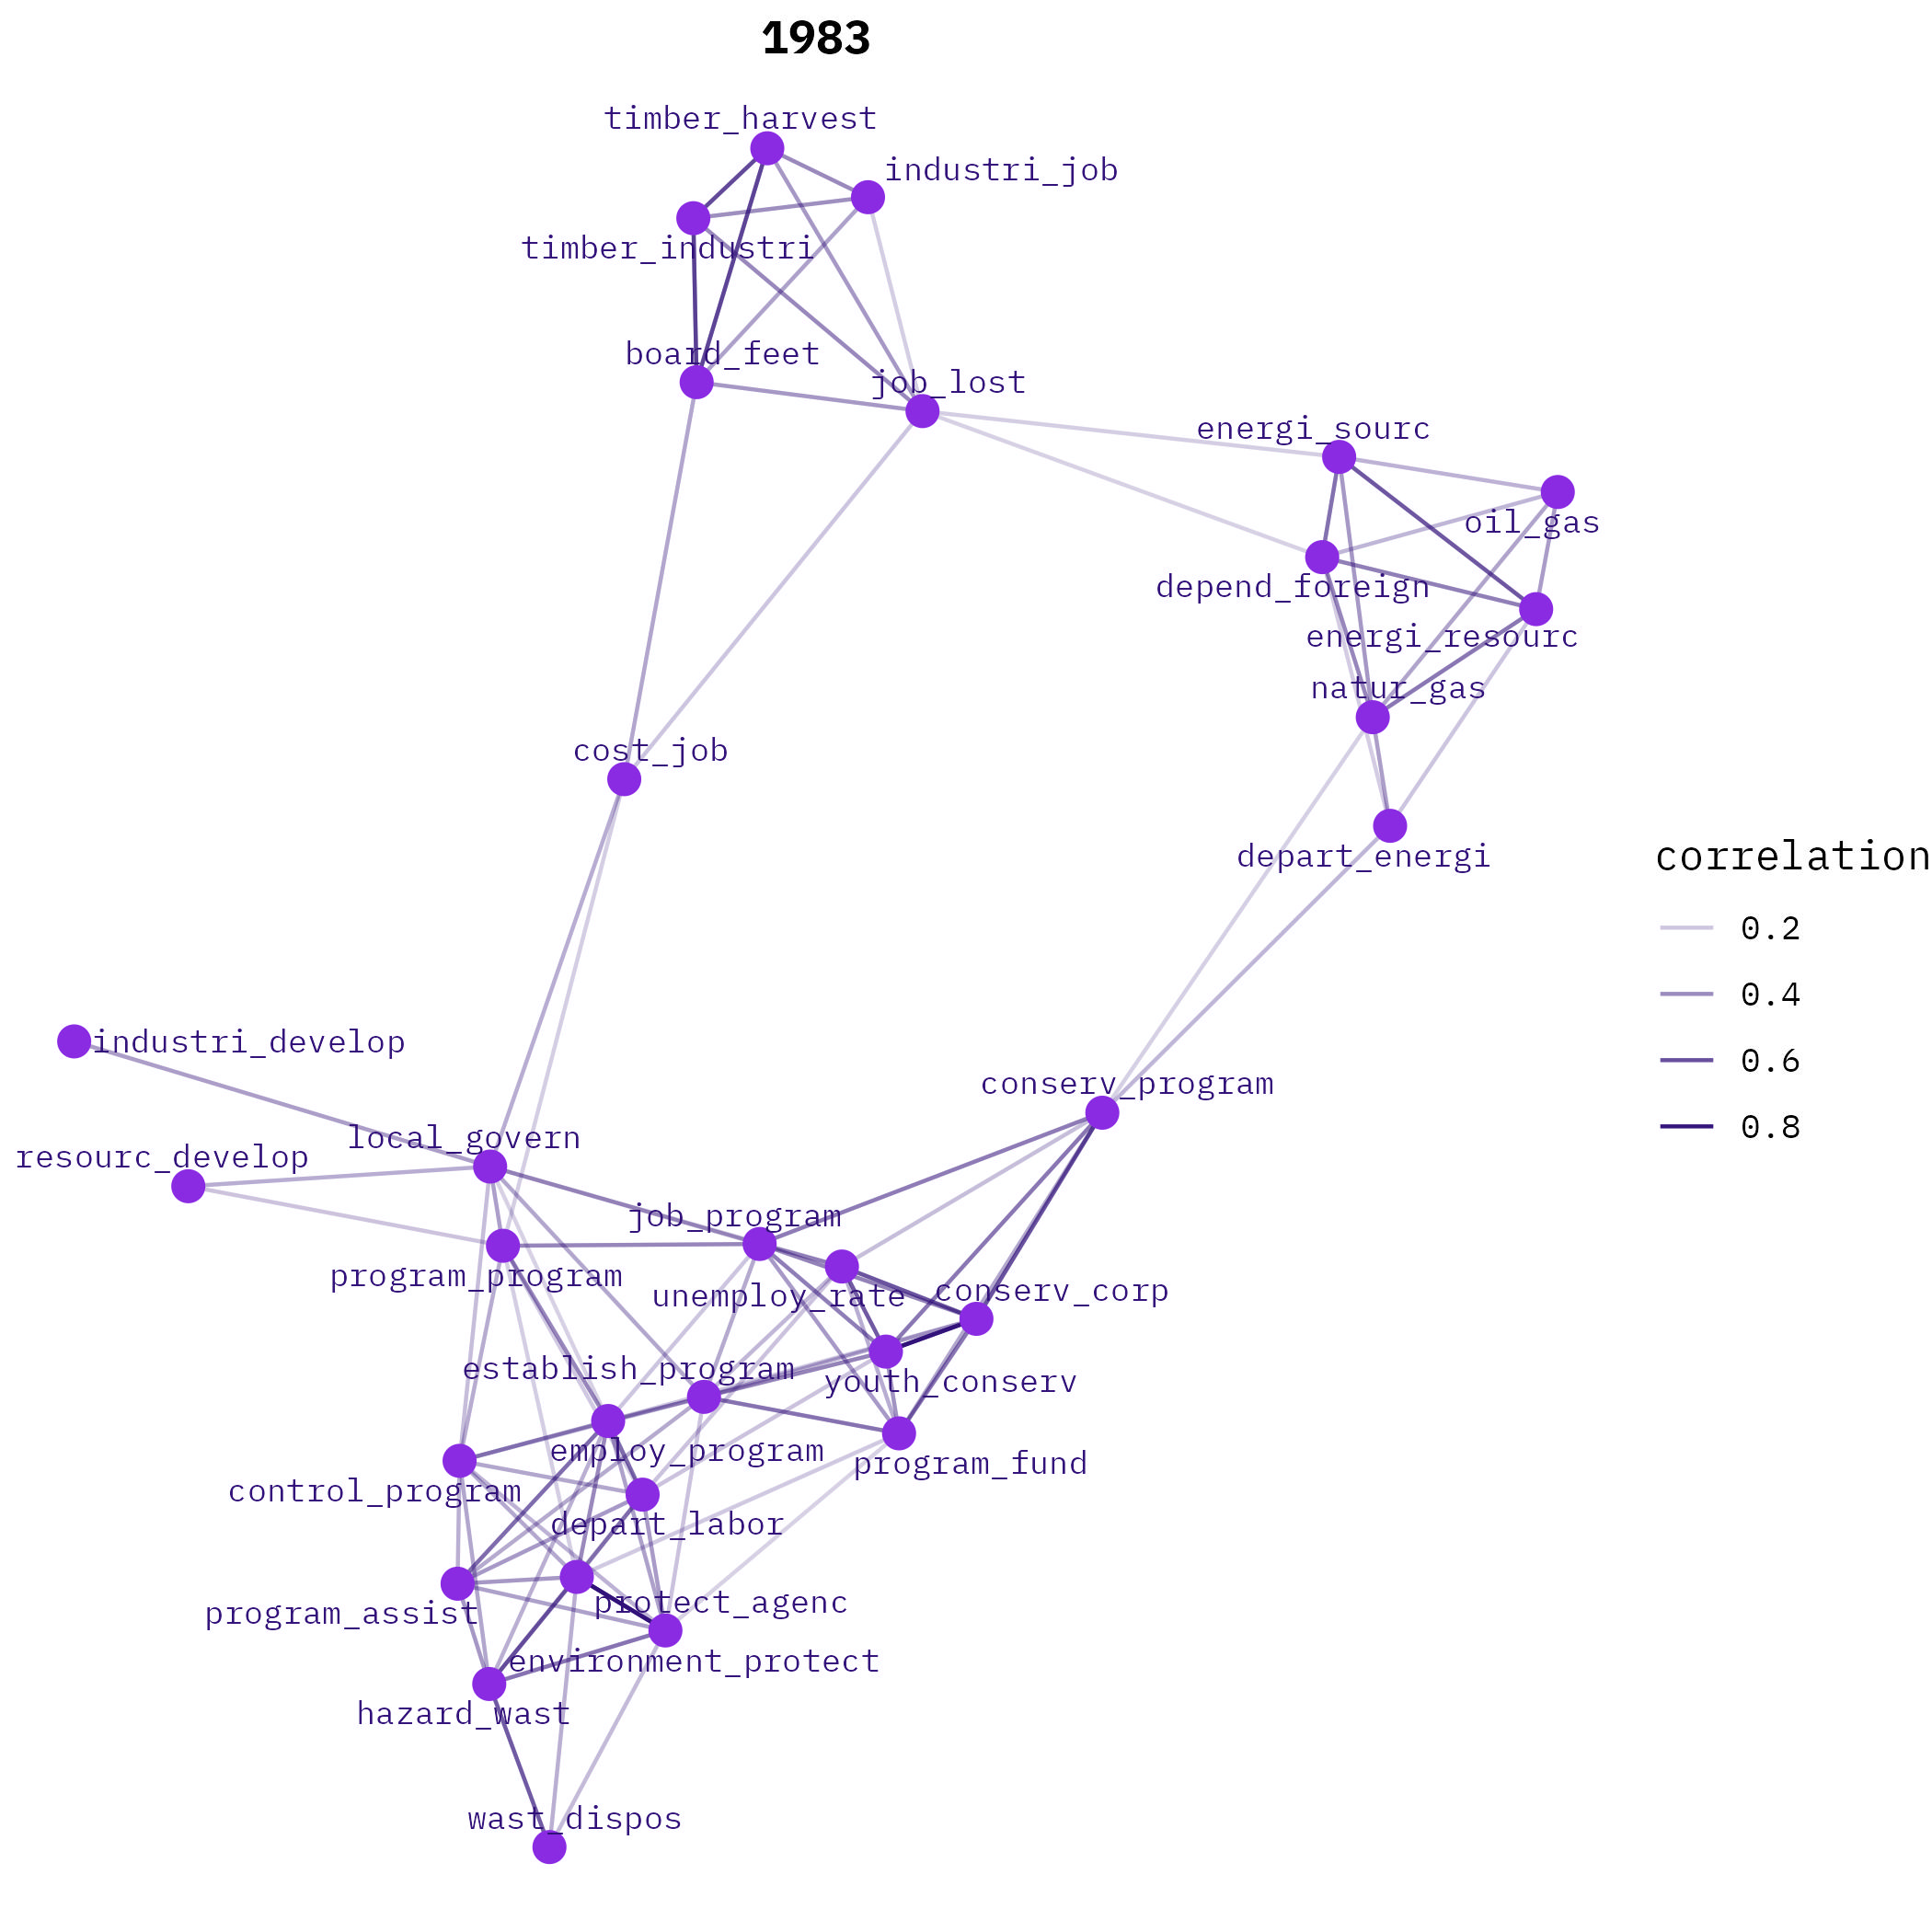 1983
timber_harvest
industri_job
timber_industri
board_feet
job_lost
energi_sourc
oil_gas
depend_foreign
energi_resourc
natur_gas
cost_job
depart_energi
correlation
0.2
0.4
0.6
0.8
industri_develop
conserv_program
local_govern
resourc_develop
job_program
program_program
unemploy_rate
conserv_corp
establish_program
youth_conserv
employ_program
program_fund
control_program
depart_labor
protect_agenc
program_assist
environment_protect
hazard_wast
wast_dispos